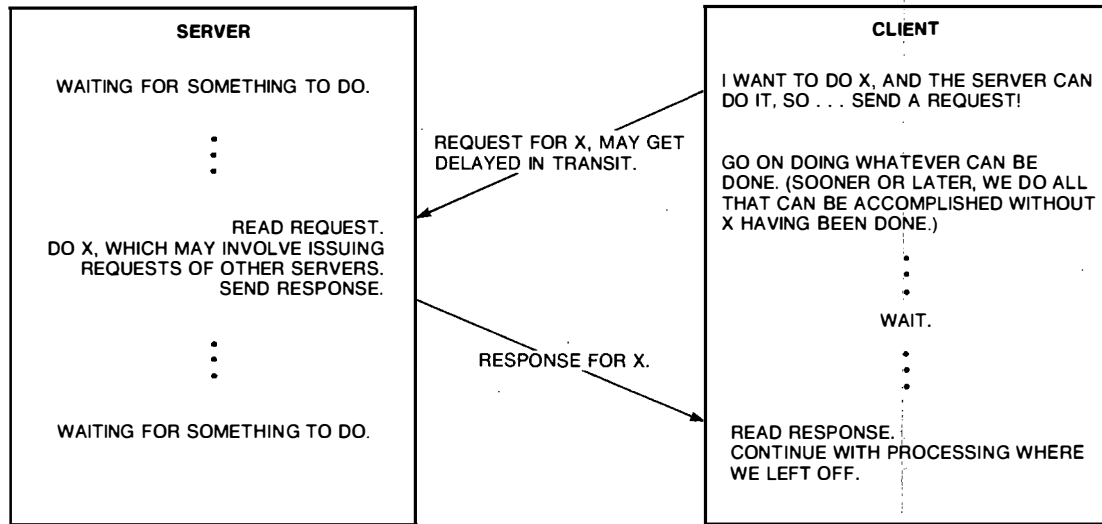 SERVER
WAITING FOR SOMETHING TO DO.
READ REQUEST.
DO X, WHICH MAY INVOLVE ISSUING
REQUESTS OF OTHER SERVERS.
SEND RESPONSE.
WAITING FOR SOMETHING TO DO.
REQUEST FOR X, MAY GET
DELAYED IN TRANSIT.
RESPONSE FOR X.
CLIENT
I WANT TO DO X, AND THE SERVER CAN
DO IT, SO . . . SEND A REQUEST!
GO ON DOING WHATEVER CAN BE
DONE. (SOONER OR LATER, WE DO ALL
THAT CAN BE ACCOMPLISHED WITHOUT
X HAVING BEEN DONE.)
WAIT.
READ RESPONSE.
CONTINUE WITH PROCESSING WHERE
WE LEFT OFF.